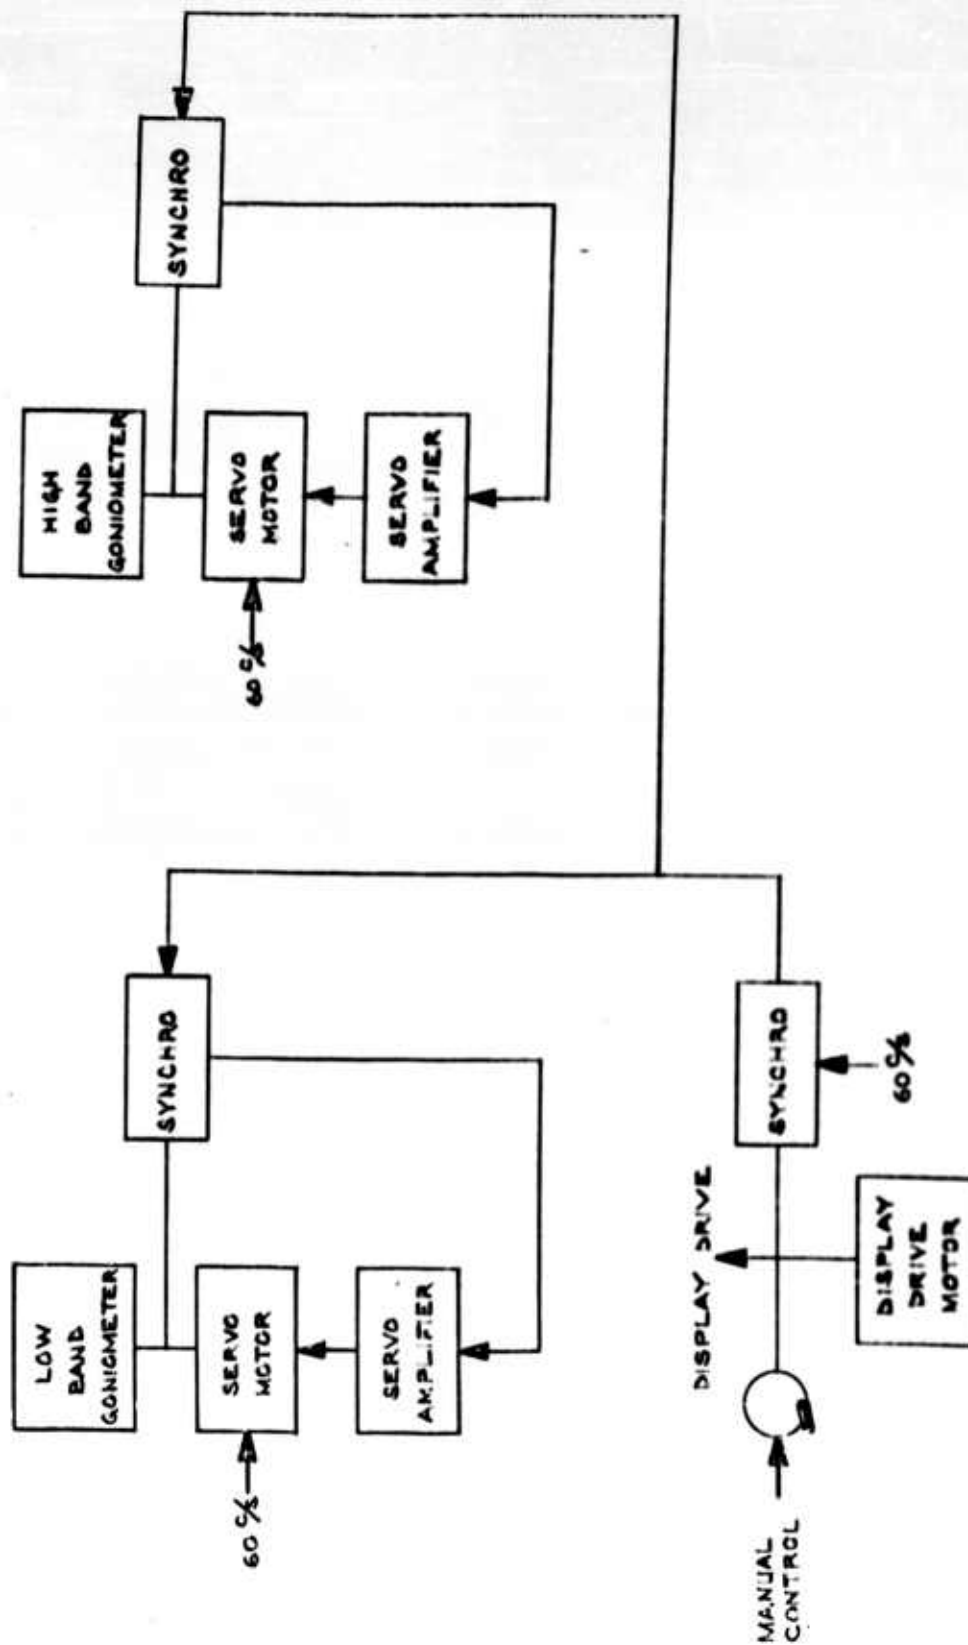 LOW
BAND
GONIOMETER
HIGH
BAND
GONIOMETER
SYNCHRO
SYNCHRO
60 C/S
SERVO
MOTOR
60 C/S
SERVO
MOTOR
SERVO
AMPLIFIER
SERVO
AMPLIFIER
DISPLAY DRIVE
MANUAL
CONTROL
SYNCHRO
DISPLAY
DRIVE
MOTOR
60 C/S